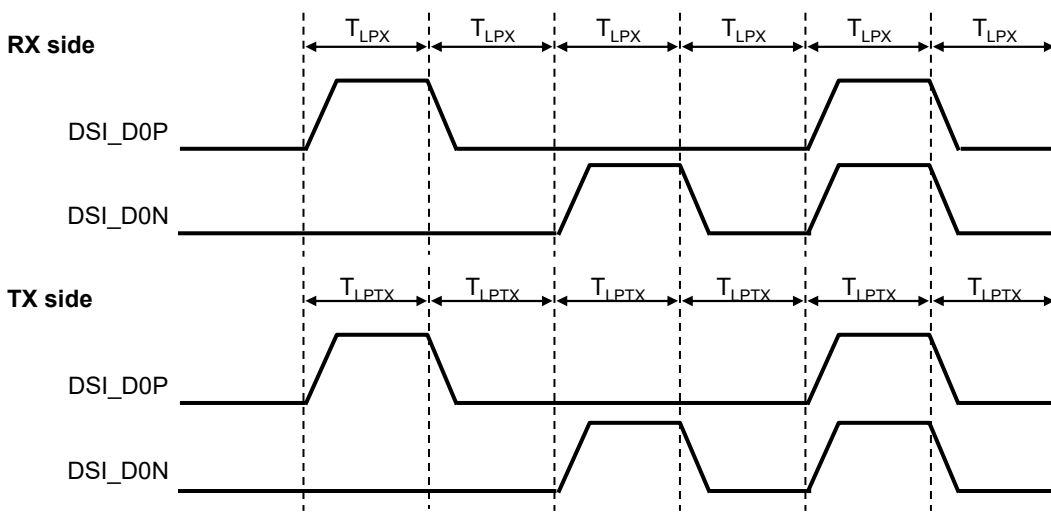 T_LPX T_LPX T_LPX T_LPX T_LPX T_LPX
RX side
DSI_D0P
DSI_D0N
T_LPTX T_LPTX T_LPTX T_LPTX T_LPTX T_LPTX
TX side
DSI_D0P
DSI_D0N